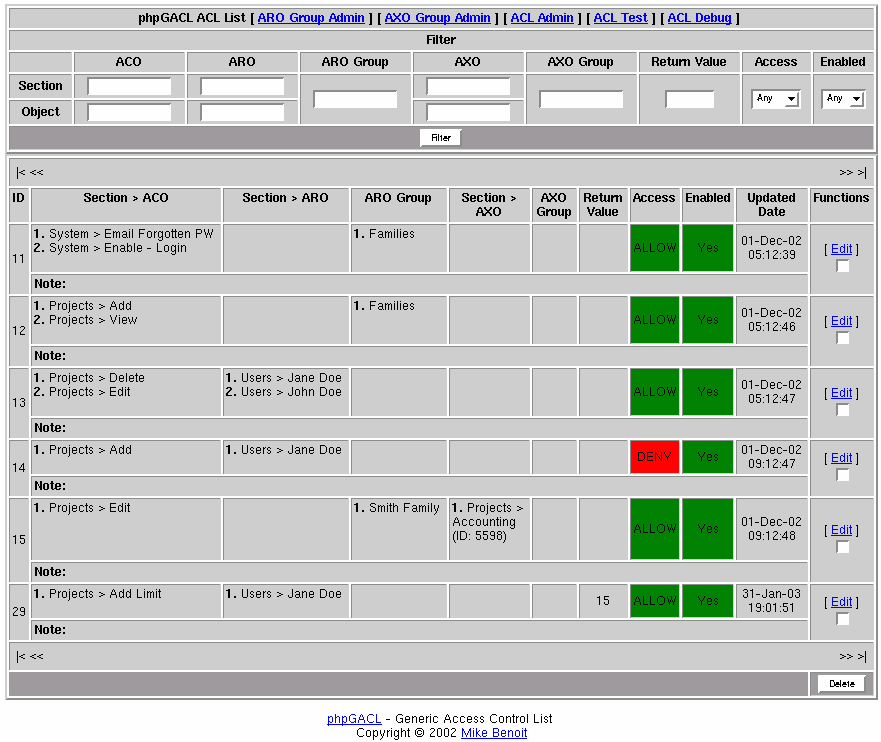 phpGACL ACL List [ ARO Group Admin ] [ AXO Group Admin ] [ ACL Admin ] [ ACL Test ] [ ACL Debug ]
Filter
ACO ARO ARO Group AXO AXO Group Return Value Access Enabled
Section
Any Any
Object
Filter
|< << >> >|
ID Section > ACO Section > ARO ARO Group Section > AXO AXO Group Return Value Access Enabled Updated Date Functions
11
1. System > Email Forgotten PW
2. System > Enable - Login
1. Families
ALLOW Yes
01-Dec-02
05:12:39
[ Edit ]
Note:
12
1. Projects > Add
2. Projects > View
1. Families
ALLOW Yes
01-Dec-02
05:12:46
[ Edit ]
Note:
13
1. Projects > Delete
2. Projects > Edit
1. Users > Jane Doe
2. Users > John Doe
ALLOW Yes
01-Dec-02
05:12:47
[ Edit ]
Note:
14
1. Projects > Add
1. Users > Jane Doe
DENY Yes
01-Dec-02
09:12:47
[ Edit ]
Note:
15
1. Projects > Edit
1. Smith Family
1. Projects >
Accounting
(ID: 5598)
ALLOW Yes
01-Dec-02
09:12:48
[ Edit ]
Note:
29
1. Projects > Add Limit
1. Users > Jane Doe
15
ALLOW Yes
31-Jan-03
19:01:51
[ Edit ]
Note:
|< << >> >|
Delete
phpGACL - Generic Access Control List
Copyright © 2002 Mike Benoit